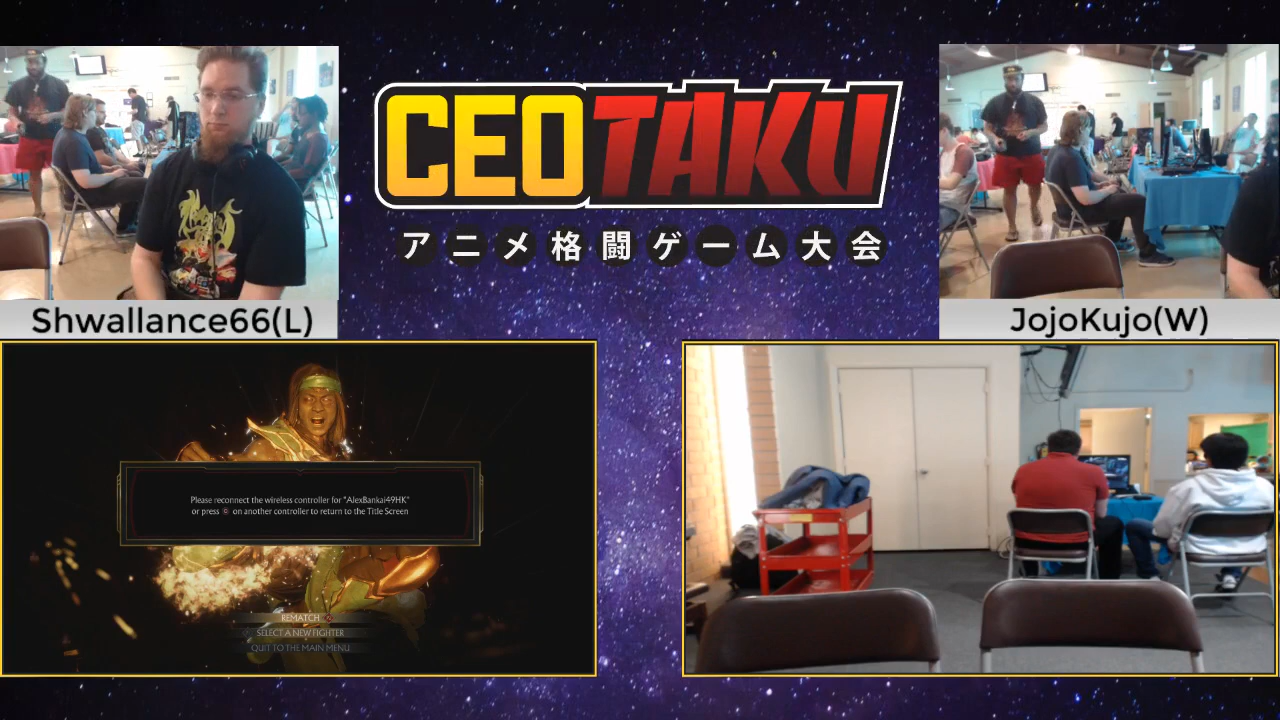 CEOTAKU
アニメ格闘ゲーム大会
Shwallance66(L)
JojoKujo(W)
Please reconnect the wireless controller for "AlexBankai49HK"
or press on another controller to return to the Title Screen
REMATCH
SELECT A NEW FIGHTER
QUIT TO THE MAIN MENU